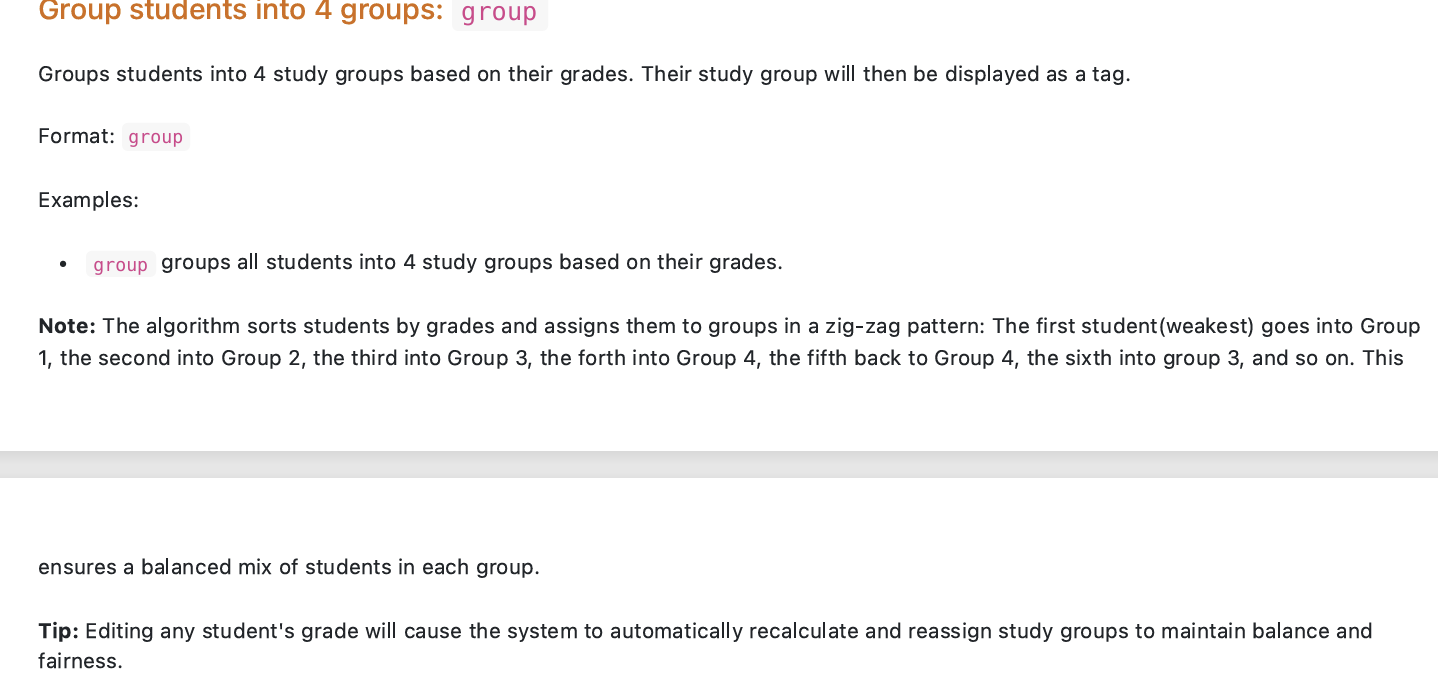 Group students into 4 groups: group
Groups students into 4 study groups based on their grades. Their study group will then be displayed as a tag.
Format: group
Examples:
• group groups all students into 4 study groups based on their grades.
Note: The algorithm sorts students by grades and assigns them to groups in a zig-zag pattern: The first student(weakest) goes into Group
1, the second into Group 2, the third into Group 3, the forth into Group 4, the fifth back to Group 4, the sixth into group 3, and so on. This
ensures a balanced mix of students in each group.
Tip: Editing any student's grade will cause the system to automatically recalculate and reassign study groups to maintain balance and
fairness.